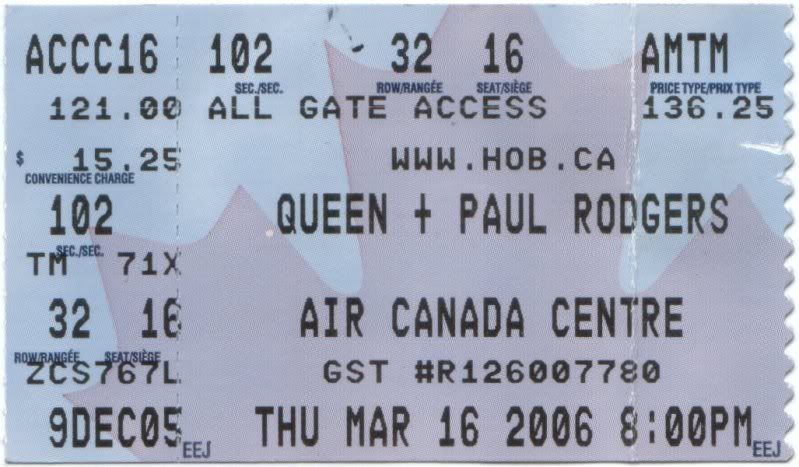 ACCC16 102 32 16 AMTM
SEC./SEC. ROW/RANGÉE SEAT/SIÈGE PRICE TYPE/PRIX TYPE
121.00 ALL GATE ACCESS 136.25
$ 15.25 WWW.HOB.CA
CONVENIENCE CHARGE
102 QUEEN + PAUL RODGERS
SEC./SEC.
TM 71X
32 16 AIR CANADA CENTRE
ROW/RANGÉE SEAT/SIÈGE
ZCS767L GST #R126007780
9DEC05 THU MAR 16 2006 8:00PM
EEJ EEJ